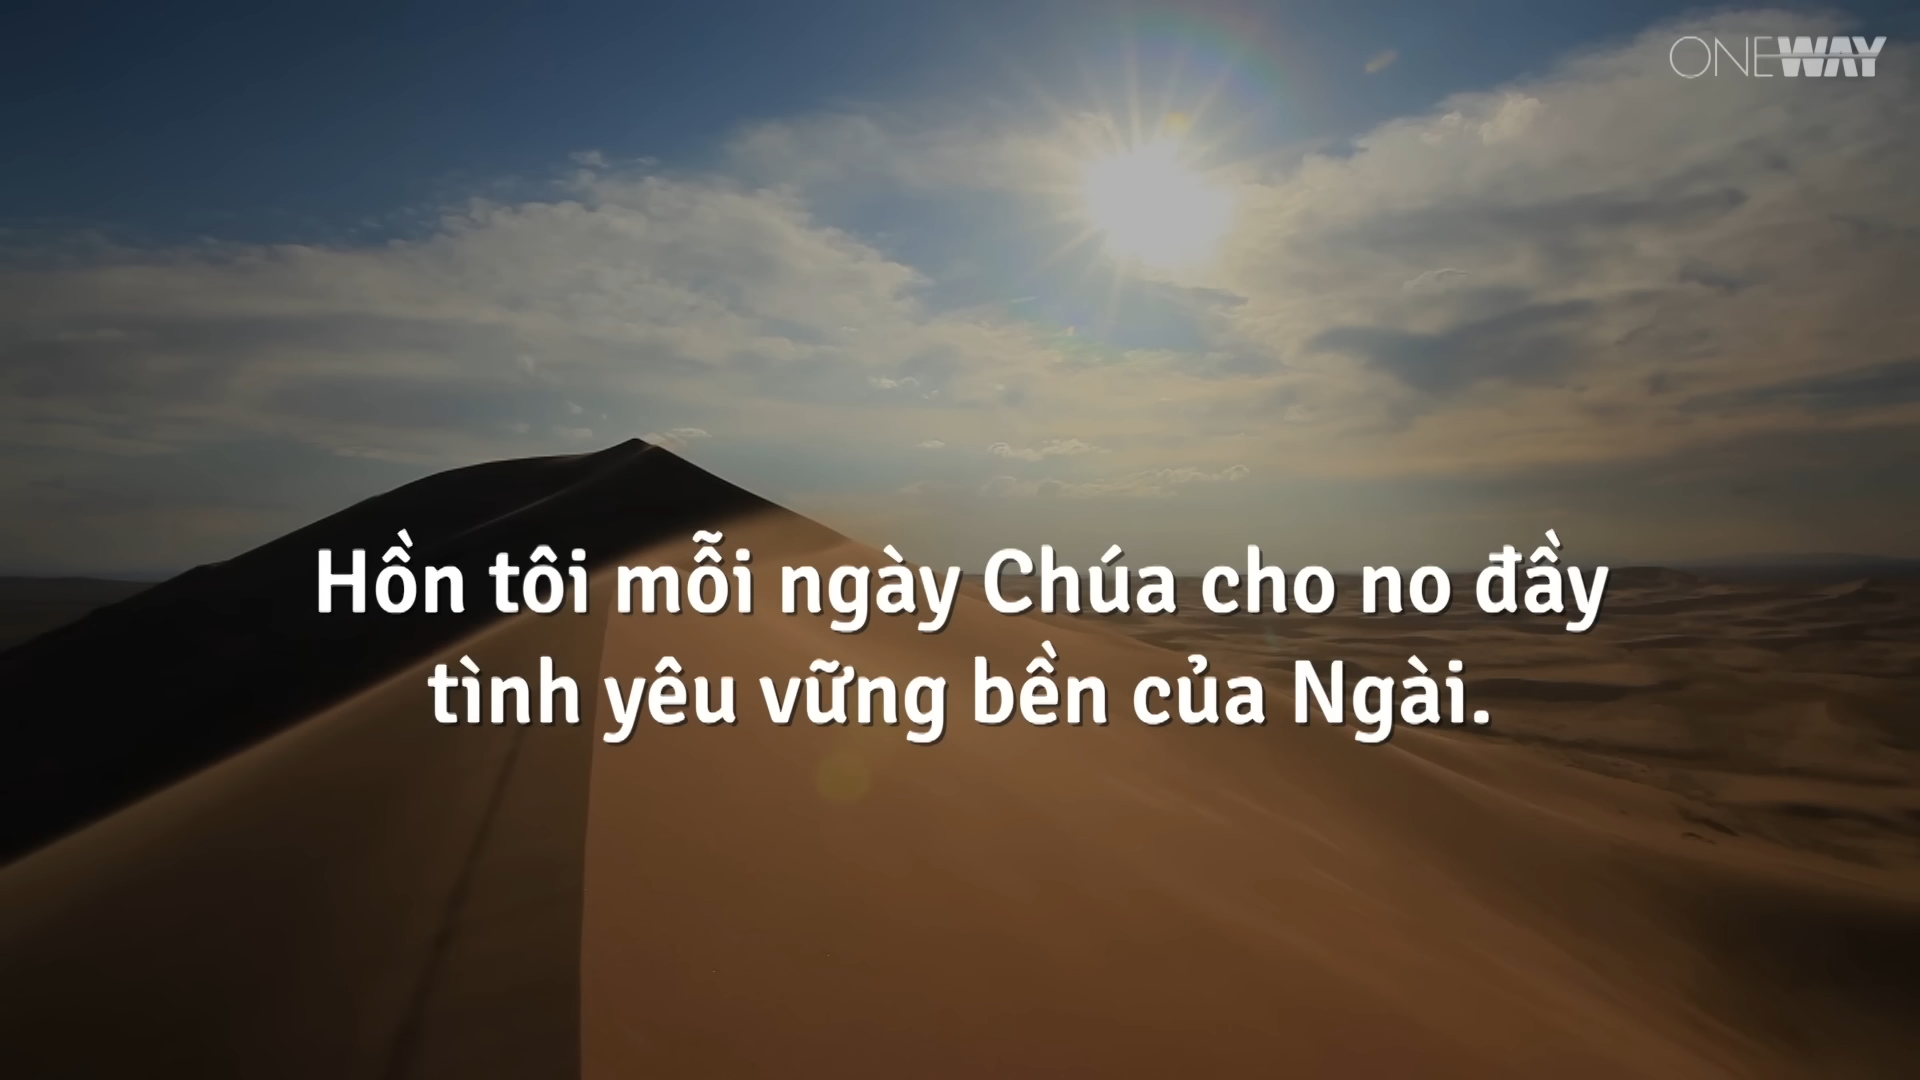 ONEWAY
Hồn tôi mỗi ngày Chúa cho no đầy
tình yêu vững bền của Ngài.